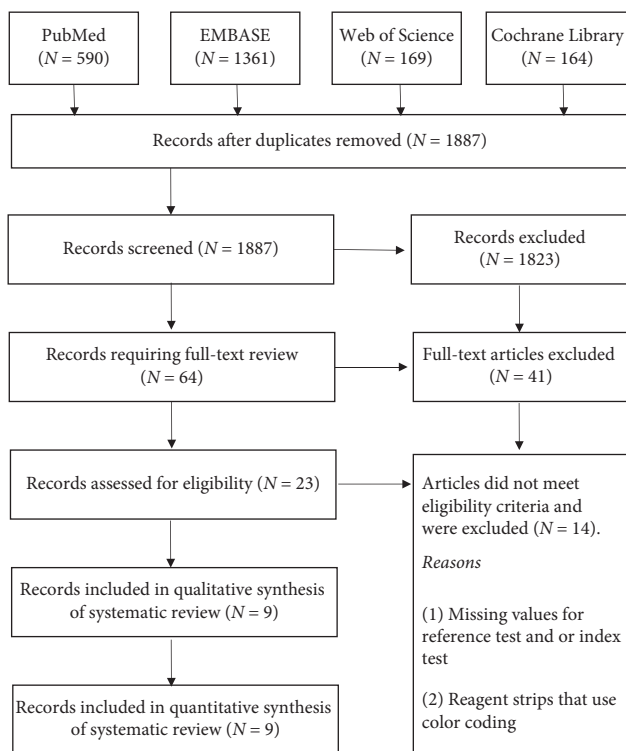 PubMed
(N = 590)
EMBASE
(N = 1361)
Web of Science
(N = 169)
Cochrane Library
(N = 164)
Records after duplicates removed (N = 1887)
Records screened (N = 1887)
Records excluded
(N = 1823)
Records requiring full-text review
(N = 64)
Full-text articles excluded
(N = 41)
Records assessed for eligibility (N = 23)
Articles did not meet
eligibility criteria and
were excluded (N = 14).
Reasons
(1) Missing values for
reference test and or index
test
(2) Reagent strips that use
color coding
Records included in qualitative synthesis
of systematic review (N = 9)
Records included in quantitative synthesis
of systematic review (N = 9)